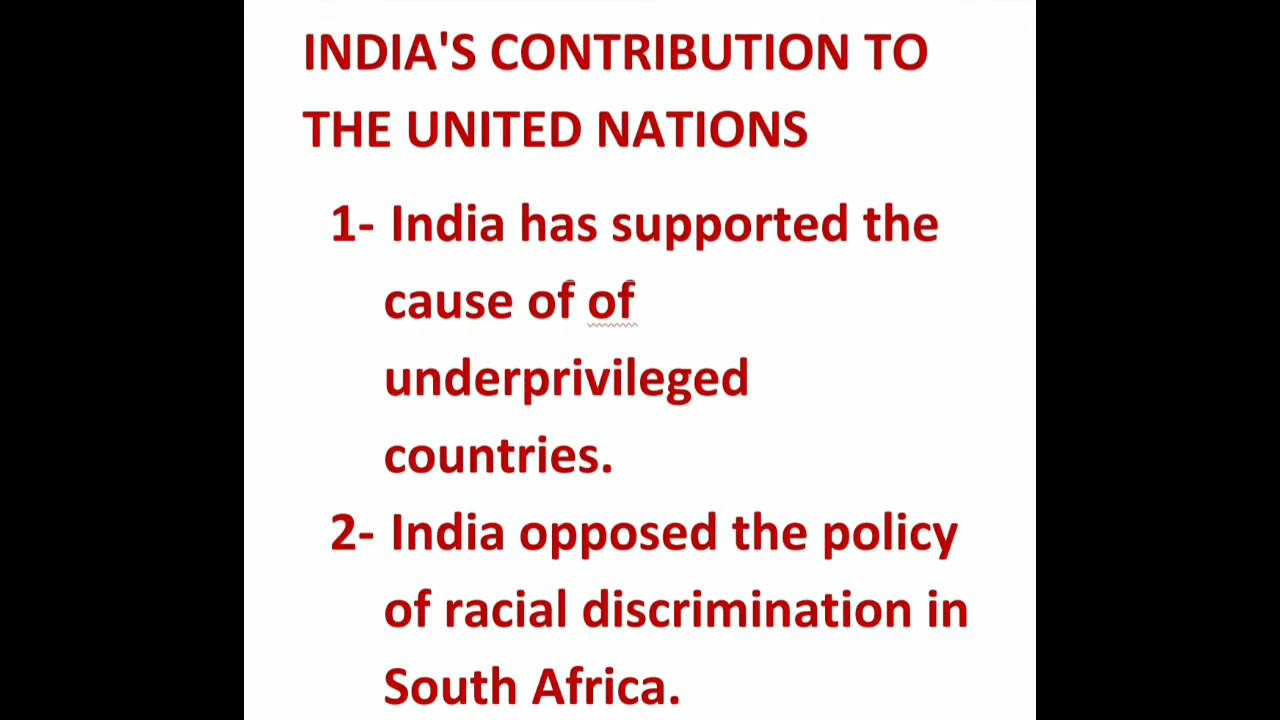 INDIA'S CONTRIBUTION TO
THE UNITED NATIONS
1- India has supported the
cause of of
underprivileged
countries.
2- India opposed the policy
of racial discrimination in
South Africa.